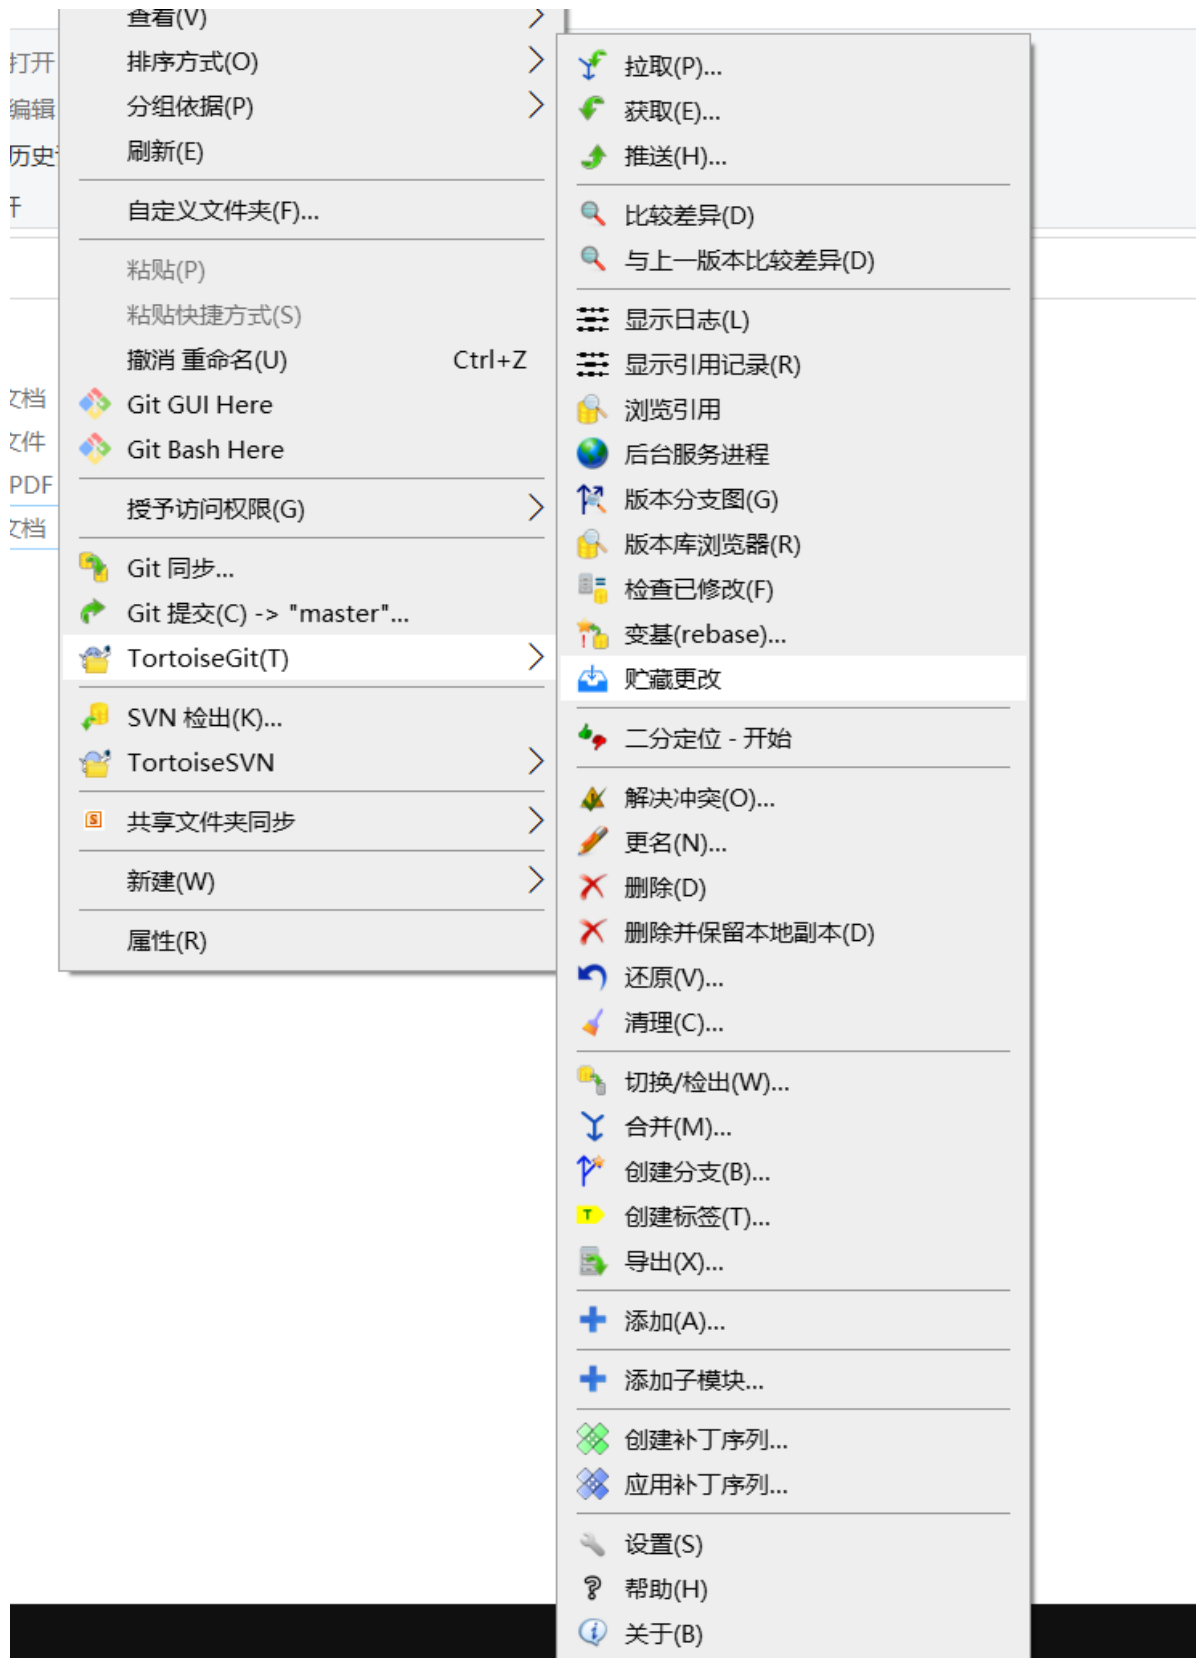 查看(V)
排序方式(O)
分组依据(P)
刷新(E)
自定义文件夹(F)...
粘贴(P)
粘贴快捷方式(S)
撤消 重命名(U) Ctrl+Z
Git GUI Here
Git Bash Here
授予访问权限(G)
Git 同步...
Git 提交(C) -> "master"...
TortoiseGit(T)
SVN 检出(K)...
TortoiseSVN
共享文件夹同步
新建(W)
属性(R)
打开
编辑
历史
开
文档
文件
PDF
文档
拉取(P)...
获取(E)...
推送(H)...
比较差异(D)
与上一版本比较差异(D)
显示日志(L)
显示引用记录(R)
浏览引用
后台服务进程
版本分支图(G)
版本库浏览器(R)
检查已修改(F)
变基(rebase)...
贮藏更改
二分定位 - 开始
解决冲突(O)...
更名(N)...
删除(D)
删除并保留本地副本(D)
还原(V)...
清理(C)...
切换/检出(W)...
合并(M)...
创建分支(B)...
创建标签(T)...
导出(X)...
添加(A)...
添加子模块...
创建补丁序列...
应用补丁序列...
设置(S)
帮助(H)
关于(B)